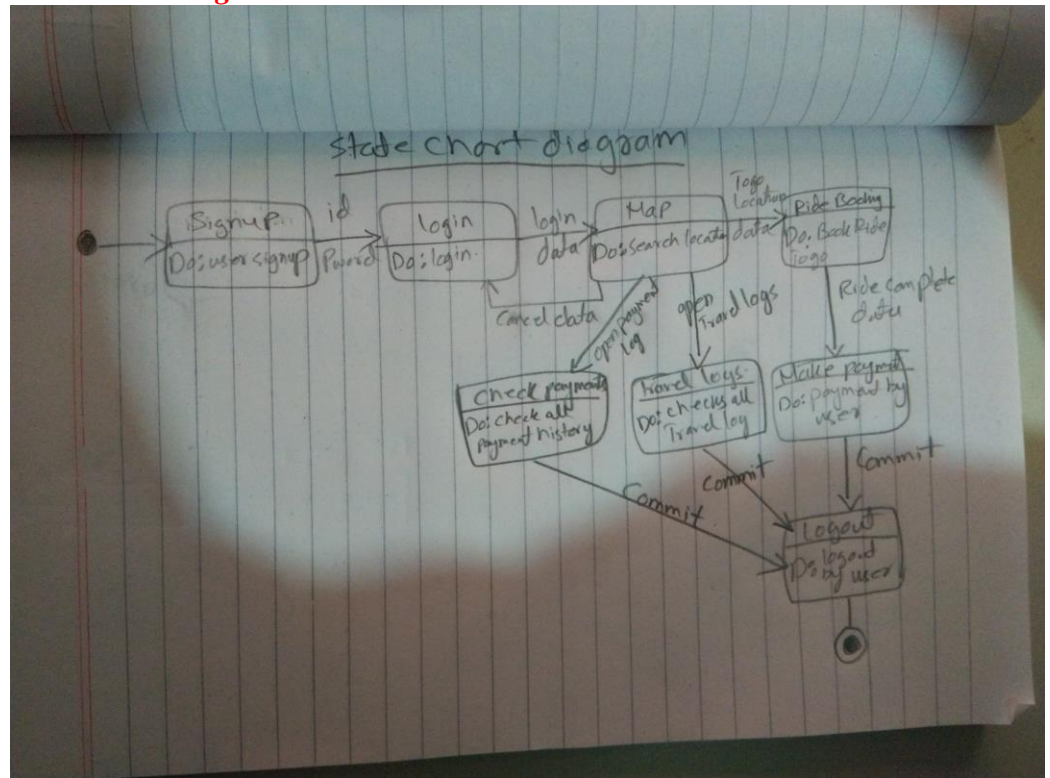 State chart diagram
Signup
Do: user signup
id
Pword
login
Do: login.
login
data
Map
Do: search locatio
Togo
Location
data
Ride Booking
Do: Book Ride
Togo
Cancel data
open payment
log
open
Travel logs
Ride complete
data
Check payments
Do: check all
payment history
Travel logs.
Do: checks all
Travel log
Make payment
Do: payment by
user
Commit
Commit
Commit
Logout
Do: logout
by user